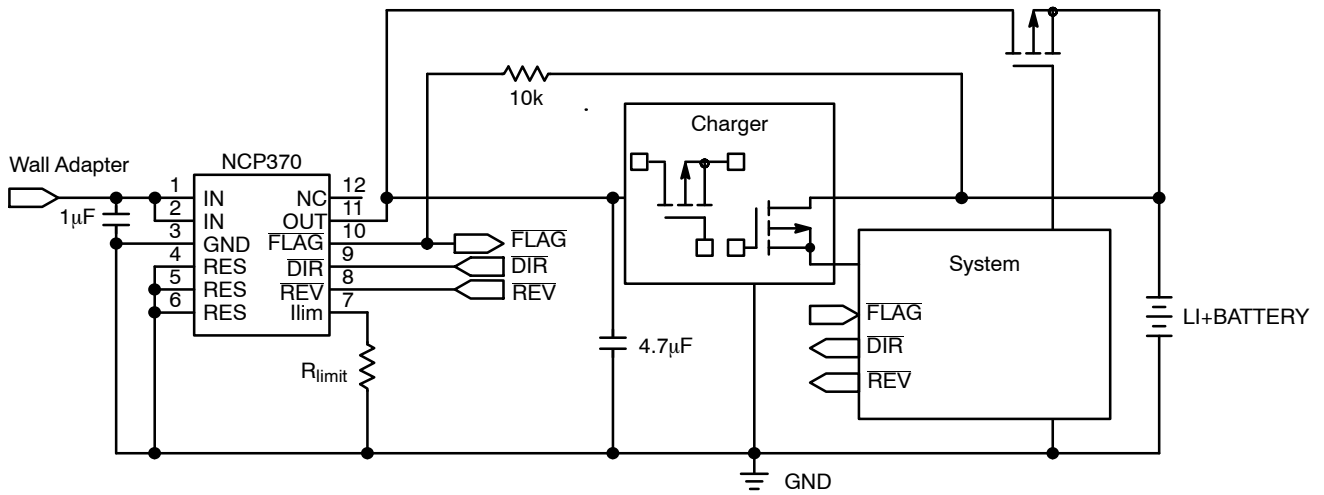 10k
Charger
Wall Adapter
NCP370
1μF
1 IN NC 12
2 IN OUT 11
3 GND FLAG 10 FLAG
4 RES DIR 9 DIR
5 RES REV 8 REV
6 RES Ilim 7
System
FLAG
DIR
REV
LI+BATTERY
4.7μF
Rlimit
GND